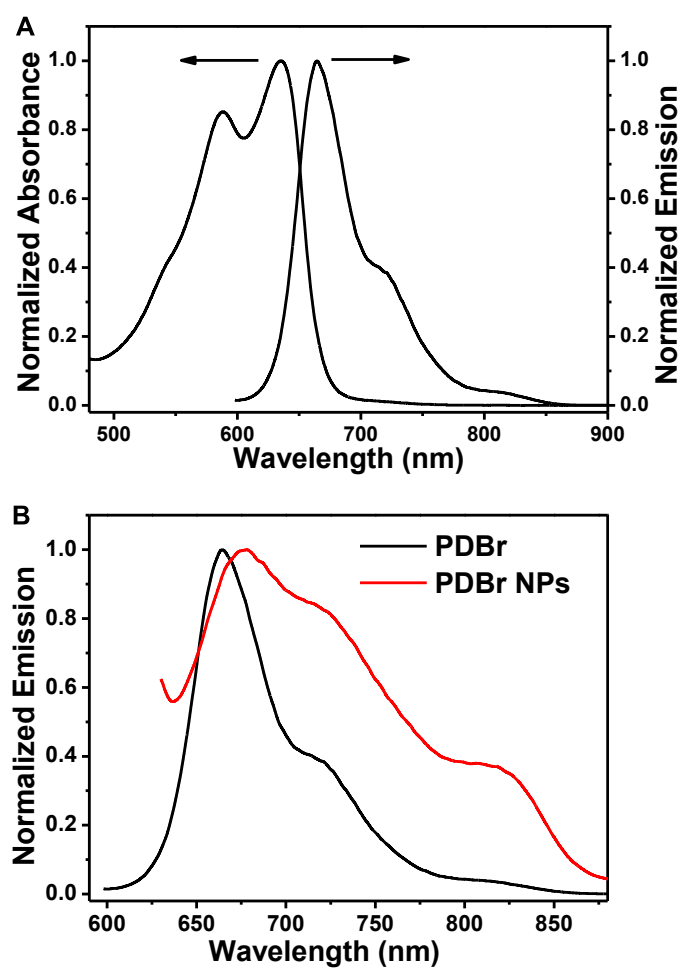 A
Normalized Absorbance
Normalized Emission
1.0
0.8
0.6
0.4
0.2
0.0
1.0
0.8
0.6
0.4
0.2
0.0
500 600 700 800 900
Wavelength (nm)
B
PDBr
PDBr NPs
Normalized Emission
1.0
0.8
0.6
0.4
0.2
0.0
600 650 700 750 800 850
Wavelength (nm)